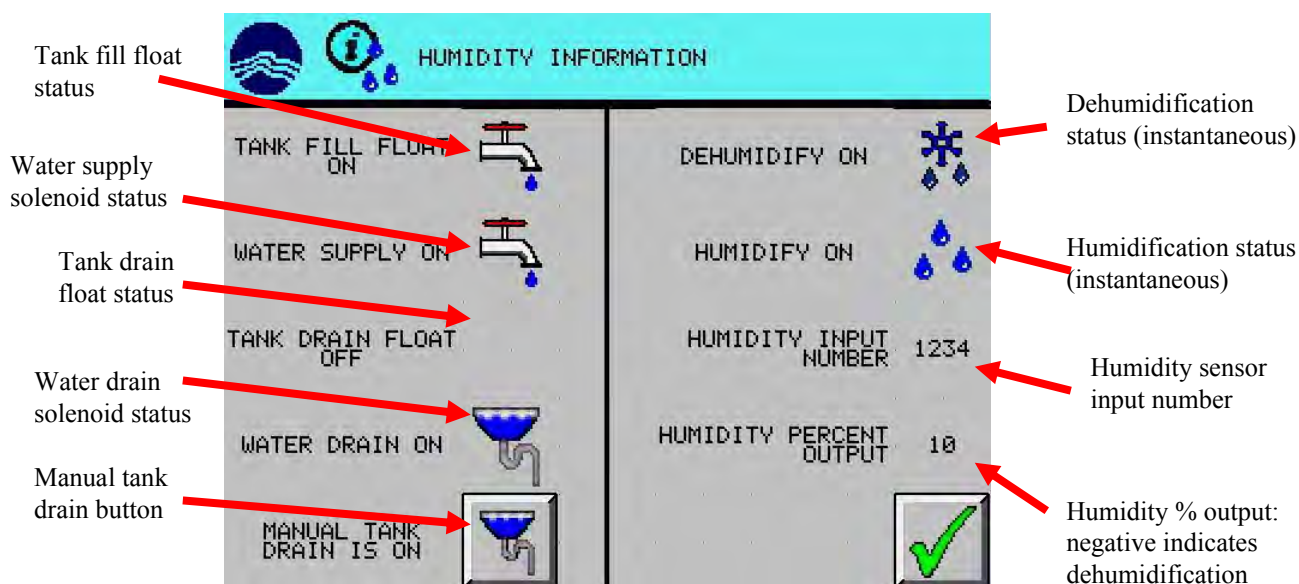 HUMIDITY INFORMATION
Tank fill float
status
Water supply
solenoid status
Tank drain
float status
Water drain
solenoid status
Manual tank
drain button
TANK FILL FLOAT
ON
WATER SUPPLY ON
TANK DRAIN FLOAT
OFF
WATER DRAIN ON
MANUAL TANK
DRAIN IS ON
DEHUMIDIFY ON
HUMIDIFY ON
HUMIDITY INPUT
NUMBER 1234
HUMIDITY PERCENT
OUTPUT 10
Dehumidification
status (instantaneous)
Humidification status
(instantaneous)
Humidity sensor
input number
Humidity % output:
negative indicates
dehumidification